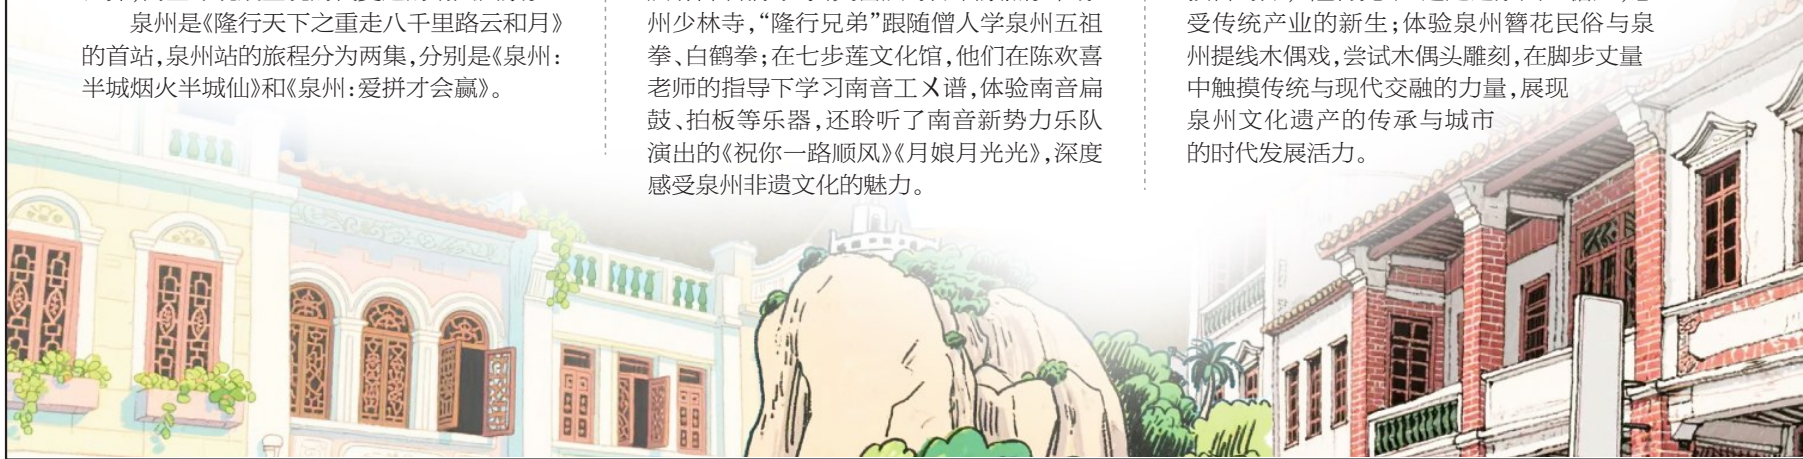 泉州是《隆行天下之重走八千里路云和月》
的首站,泉州站的旅程分为两集,分别是《泉州:
半城烟火半城仙》和《泉州:爱拼才会赢》。
州少林寺,“隆行兄弟”跟随僧人学泉州五祖
拳、白鹤拳;在七步莲文化馆,他们在陈欢喜
老师的指导下学习南音工乂谱,体验南音扁
鼓、拍板等乐器,还聆听了南音新势力乐队
演出的《祝你一路顺风》《月娘月光光》,深度
感受泉州非遗文化的魅力。
受传统产业的新生;体验泉州簪花民俗与泉
州提线木偶戏,尝试木偶头雕刻,在脚步丈量
中触摸传统与现代交融的力量,展现
泉州文化遗产的传承与城市
的时代发展活力。